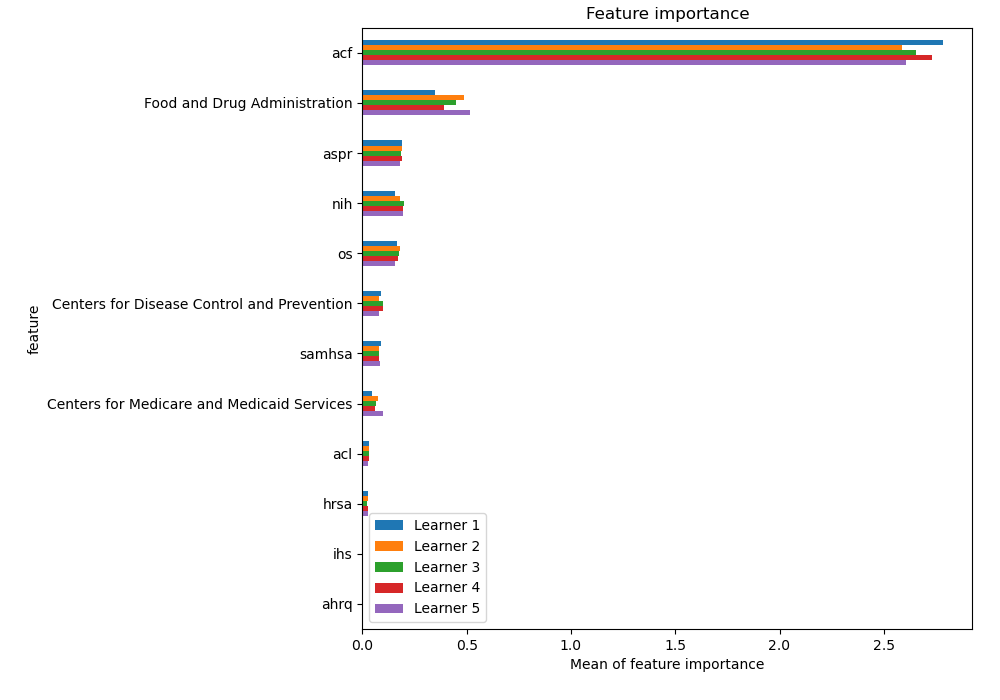 Feature importance
acf
Food and Drug Administration
aspr
nih
os
Centers for Disease Control and Prevention
samhsa
Centers for Medicare and Medicaid Services
acl
hrsa
ihs
ahrq
feature
Learner 1
Learner 2
Learner 3
Learner 4
Learner 5
0.0 0.5 1.0 1.5 2.0 2.5
Mean of feature importance